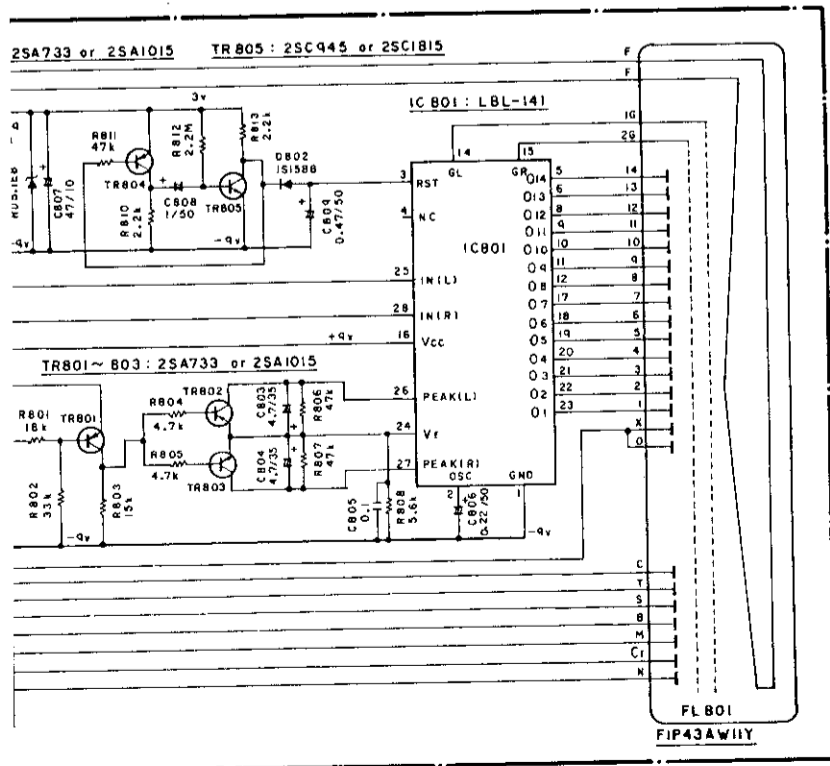 2SA733 or 2SA1015 TR805: 2SC945 or 2SC1815
F
F
IC801: LBL-141
1G
2G
3v
R811
47k
R812
2.2M
R813
2.2k
D802
1S1588
TR804
TR805
C807
47/10
R810
2.2k
C808
1/50
C809
0.47/50
-9v
-9v
14 15
GL GR
3 RST
4 NC
IC801
25 IN(L)
28 IN(R)
+9v 16 Vcc
26 PEAK(L)
24 Vr
27 PEAK(R)
OSC GND
2 1
O14 5 14
O13 6 13
O12 8 12
O11 9 11
O10 10 10
O9 11 9
O8 12 8
O7 17 7
O6 18 6
O5 19 5
O4 20 4
O3 21 3
O2 22 2
O1 23 1
X
O
TR801~803: 2SA733 or 2SA1015
R801
18k
TR801
R804
4.7k
TR802
R805
4.7k
TR803
C803
4.7/35
R806
47k
C804
4.7/35
R807
47k
R802
33k
R803
15k
C805
0.1
R808
5.6k
C806
0.22/50
-9v
-9v
C
T
S
B
M
Cr
N
FL801
FIP43AW11Y